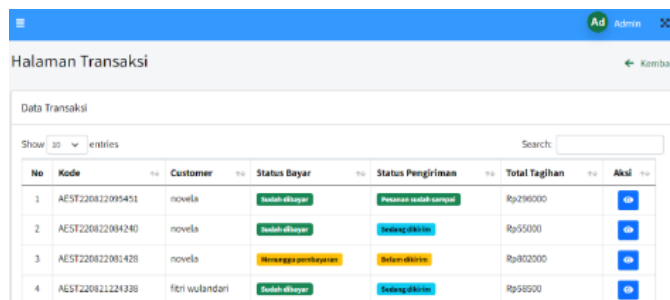 Ad Admin
Halaman Transaksi
Kemba
Data Transaksi
Show 10 entries Search:
No Kode Customer Status Bayar Status Pengiriman Total Tagihan Aksi
1 AEST220822095451 novela Sudah dibayar Pesanan sudah sampai Rp296000
2 AEST220822084240 novela Sudah dibayar Sedang dikirim Rp55000
3 AEST220822081428 novela Menunggu pembayaran Belum dikirim Rp802000
4 AEST220821224338 fitri wulandari Sudah dibayar Sedang dikirim Rp58500